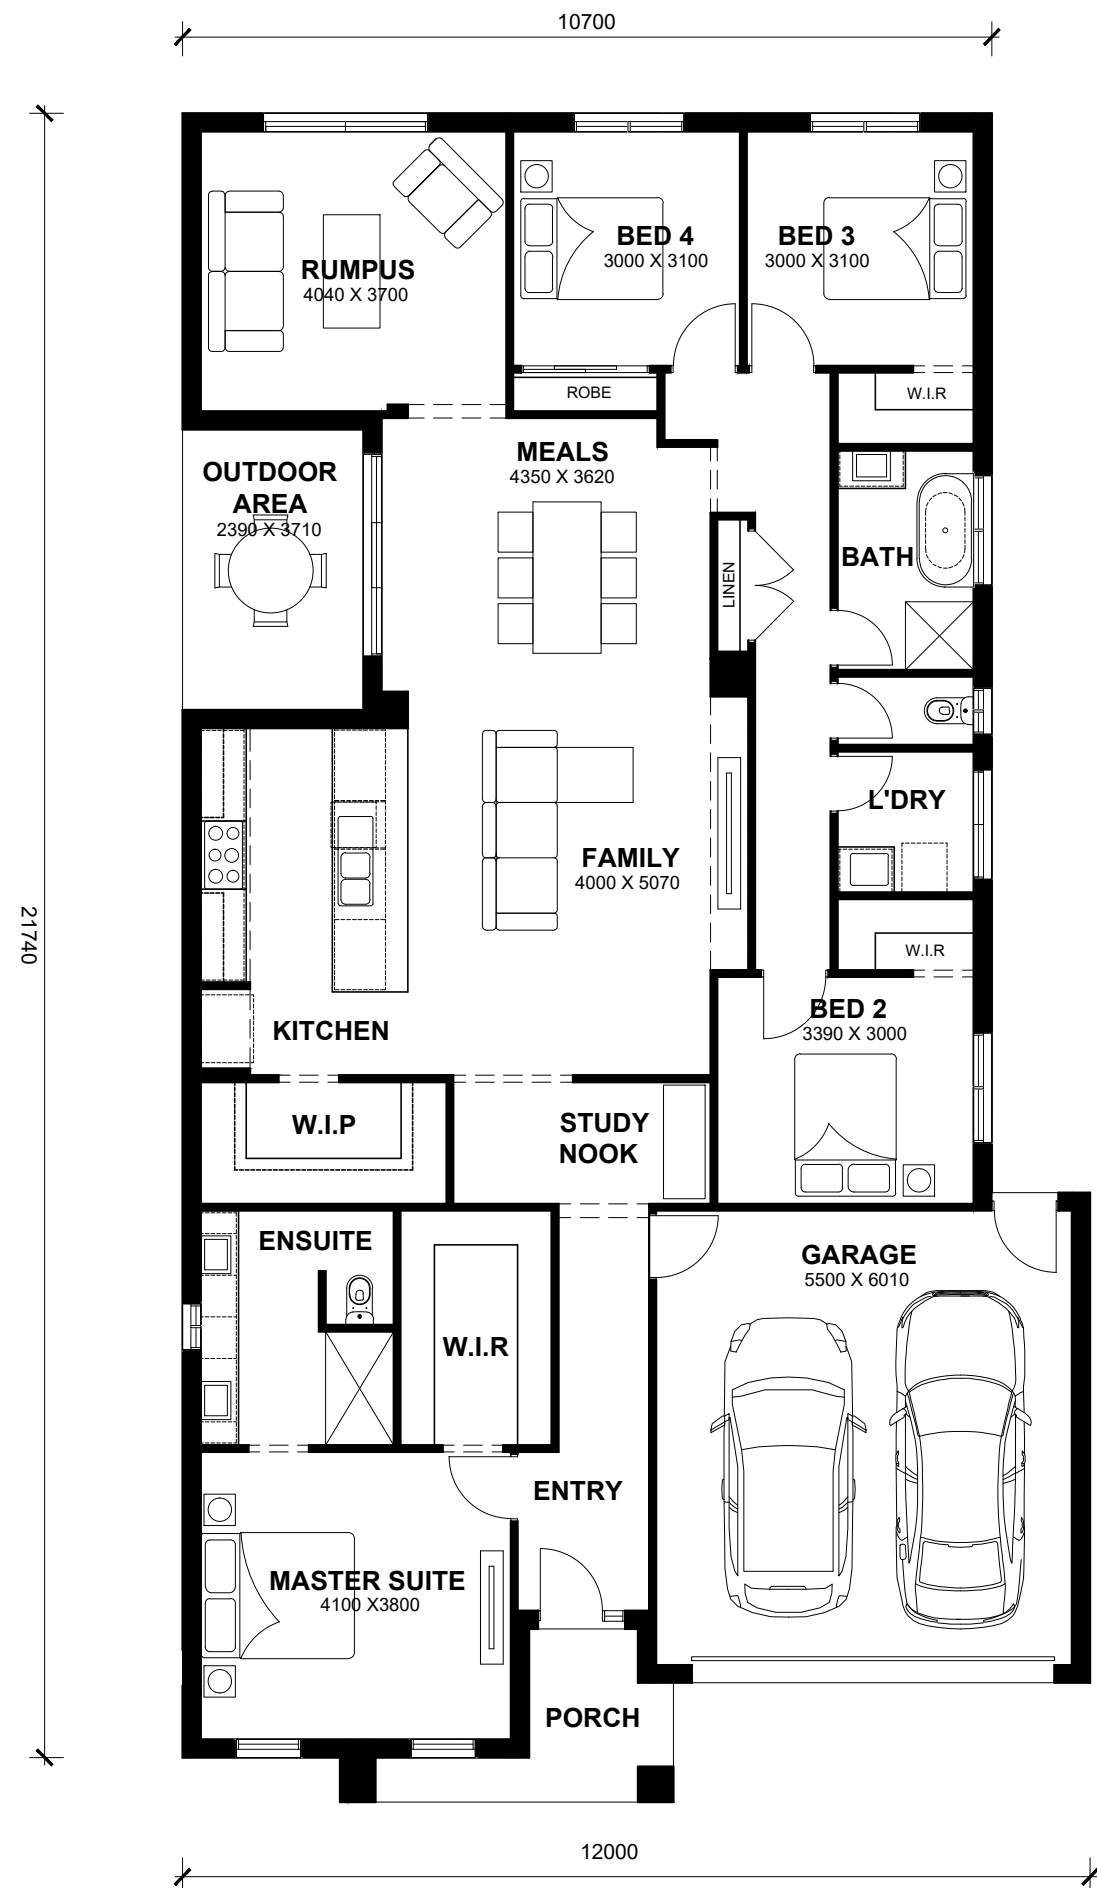 10700
RUMPUS
4040 X 3700
BED 4
3000 X 3100
BED 3
3000 X 3100
ROBE
W.I.R
OUTDOOR
AREA
2390 X 3710
MEALS
4350 X 3620
LINEN
BATH
L'DRY
FAMILY
4000 X 5070
21740
W.I.R
KITCHEN
BED 2
3390 X 3000
W.I.P
STUDY
NOOK
ENSUITE
W.I.R
GARAGE
5500 X 6010
ENTRY
MASTER SUITE
4100 X3800
PORCH
12000